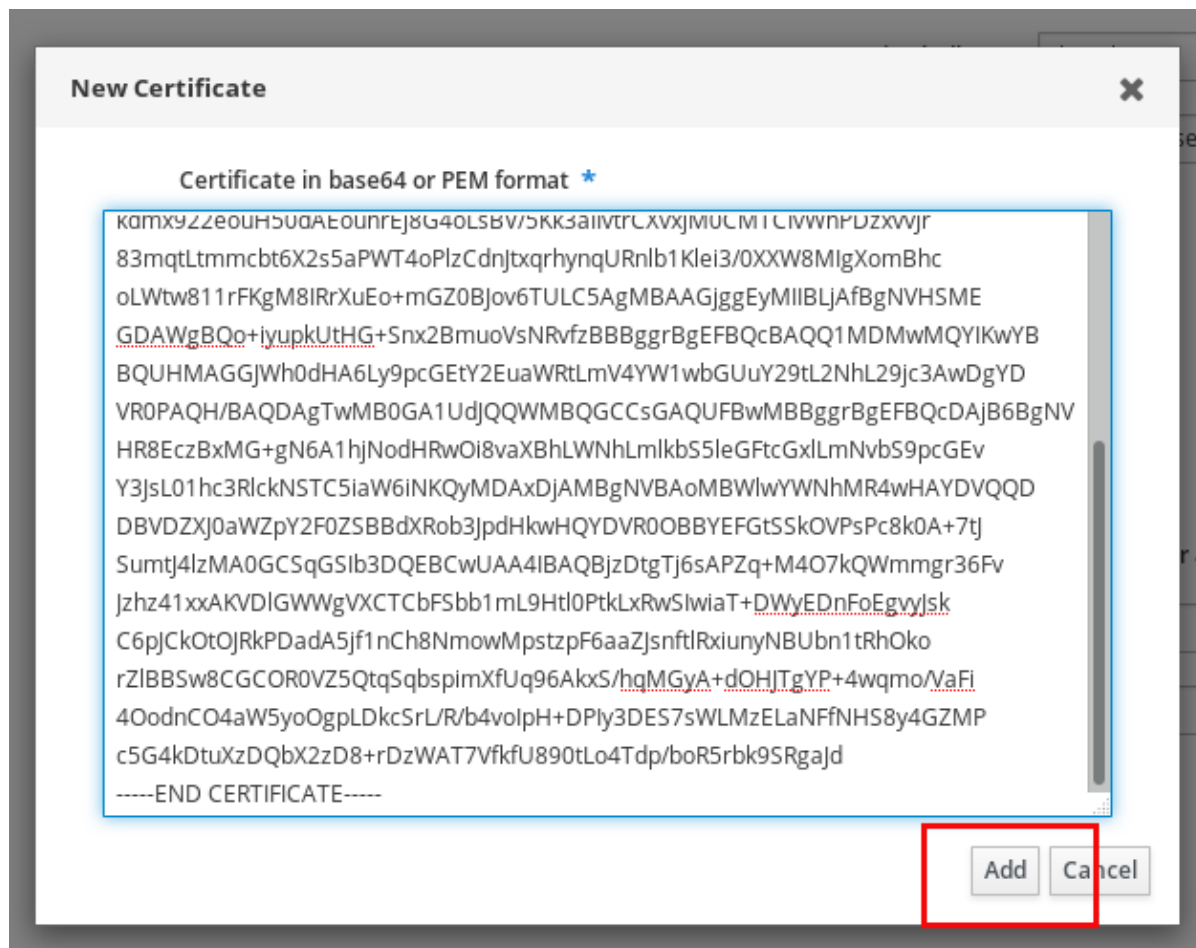 New Certificate
Certificate in base64 or PEM format *
83mqtLtmmcbt6X2s5aPWT4oPlzCdnJtxqrhynqURnlb1Klei3/0XXW8MIgXomBhc
oLWtw811rFKgM8IRrXuEo+mGZ0BJov6TULC5AgMBAAGjggEyMIIBLjAfBgNVHSME
GDAWgBQo+iyupkUtHG+Snx2BmuoVsNRvfzBBBggrBgEFBQcBAQQ1MDMwMQYIKwYB
BQUHMAGGJWh0dHA6Ly9pcGEtY2EuaWRtLmV4YW1wbGUuY29tL2NhL29jc3AwDgYD
VR0PAQH/BAQDAgTwMB0GA1UdJQQWMBQGCCsGAQUFBwMBBggrBgEFBQcDAjB6BgNV
HR8EczBxMG+gN6A1hjNodHRwOi8vaXBhLWNhLmlkbS5leGFtcGxlLmNvbS9pcGEv
Y3JsL01hc3RlckNSTC5iaW6iNKQyMDAxDjAMBgNVBAoMBWlwYWNhMR4wHAYDVQQD
DBVDZXJ0aWZpY2F0ZSBBdXRob3JpdHkwHQYDVR0OBBYEFGtSSkOVPsPc8k0A+7tJ
SumtJ4lzMA0GCSqGSIb3DQEBCwUAA4IBAQBjzDtgTj6sAPZq+M4O7kQWmmgr36Fv
Jzhz41xxAKVDlGWWgVXCTCbFSbb1mL9Htl0PtkLxRwSIwiaT+DWyEDnFoEgvyJsk
C6pJCkOtOJRkPDadA5jf1nCh8NmowMpstzpF6aaZJsnftlRxiunyNBUbn1tRhOko
rZlBBSw8CGCOR0VZ5QtqSqbspimXfUq96AkxS/hqMGyA+dOHJTgYP+4wqmo/VaFi
4OodnCO4aW5yoOgpLDkcSrL/R/b4voIpH+DPIy3DES7sWLMzELaNFfNHS8y4GZMP
c5G4kDtuXzDQbX2zD8+rDzWAT7VfkfU890tLo4Tdp/boR5rbk9SRgaJd
-----END CERTIFICATE-----
Add Cancel